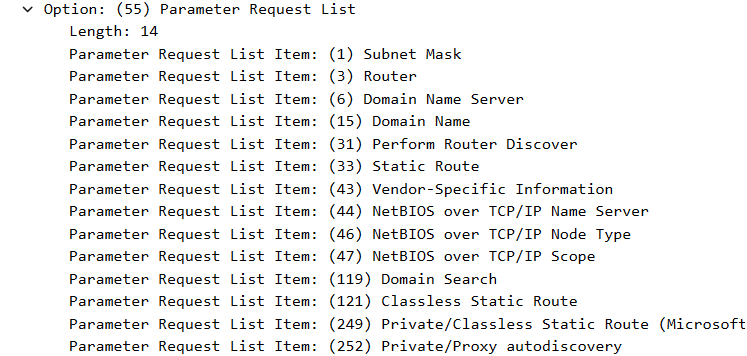 Option: (55) Parameter Request List
Length: 14
Parameter Request List Item: (1) Subnet Mask
Parameter Request List Item: (3) Router
Parameter Request List Item: (6) Domain Name Server
Parameter Request List Item: (15) Domain Name
Parameter Request List Item: (31) Perform Router Discover
Parameter Request List Item: (33) Static Route
Parameter Request List Item: (43) Vendor-Specific Information
Parameter Request List Item: (44) NetBIOS over TCP/IP Name Server
Parameter Request List Item: (46) NetBIOS over TCP/IP Node Type
Parameter Request List Item: (47) NetBIOS over TCP/IP Scope
Parameter Request List Item: (119) Domain Search
Parameter Request List Item: (121) Classless Static Route
Parameter Request List Item: (249) Private/Classless Static Route (Microsoft
Parameter Request List Item: (252) Private/Proxy autodiscovery